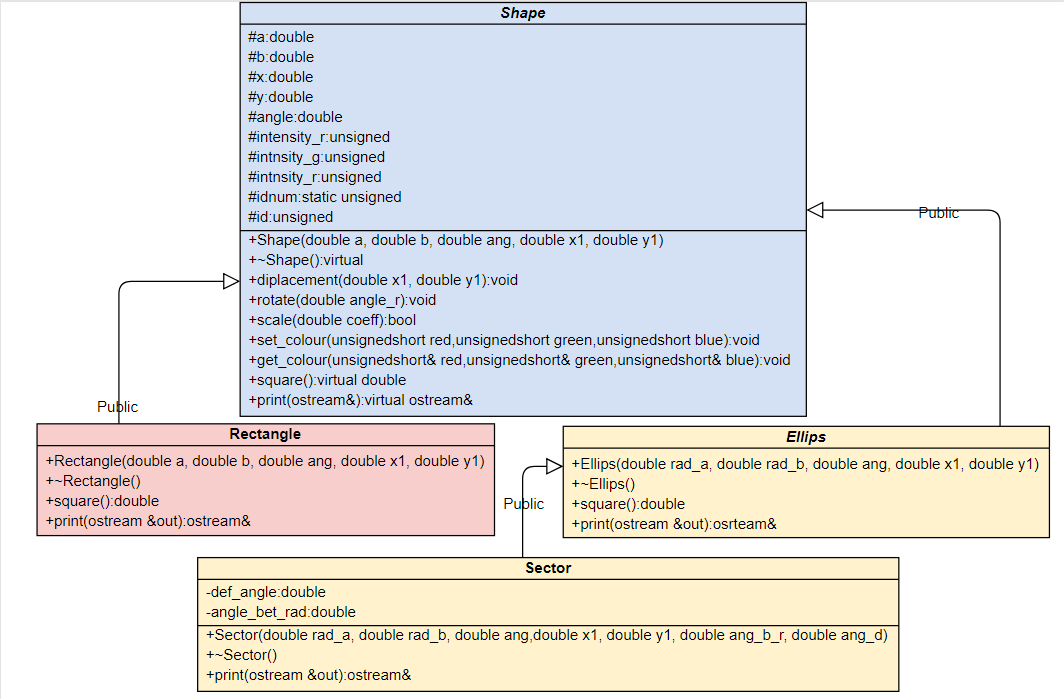 Shape
#a:double
#b:double
#x:double
#y:double
#angle:double
#intensity_r:unsigned
#intnsity_g:unsigned
#intnsity_r:unsigned
#idnum:static unsigned
#id:unsigned
+Shape(double a, double b, double ang, double x1, double y1)
+~Shape():virtual
+diplacement(double x1, double y1):void
+rotate(double angle_r):void
+scale(double coeff):bool
+set_colour(unsignedshort red,unsignedshort green,unsignedshort blue):void
+get_colour(unsignedshort& red,unsignedshort& green,unsignedshort& blue):void
+square():virtual double
+print(ostream&):virtual ostream&
Public
Public
Rectangle
+Rectangle(double a, double b, double ang, double x1, double y1)
+~Rectangle()
+square():double
+print(ostream &out):ostream&
Ellips
+Ellips(double rad_a, double rad_b, double ang, double x1, double y1)
+~Ellips()
+square():double
+print(ostream &out):osrteam&
Public
Sector
-def_angle:double
-angle_bet_rad:double
+Sector(double rad_a, double rad_b, double ang,double x1, double y1, double ang_b_r, double ang_d)
+~Sector()
+print(ostream &out):ostream&